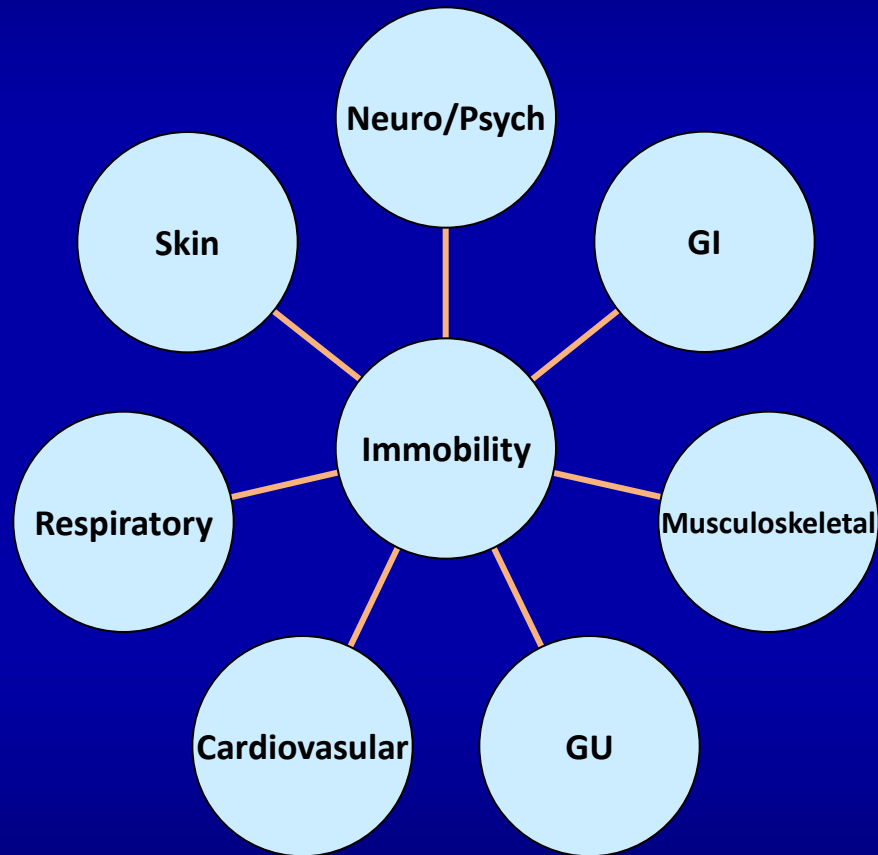 Neuro/Psych
Skin
GI
Immobility
Respiratory
Musculoskeletal
Cardiovasular
GU